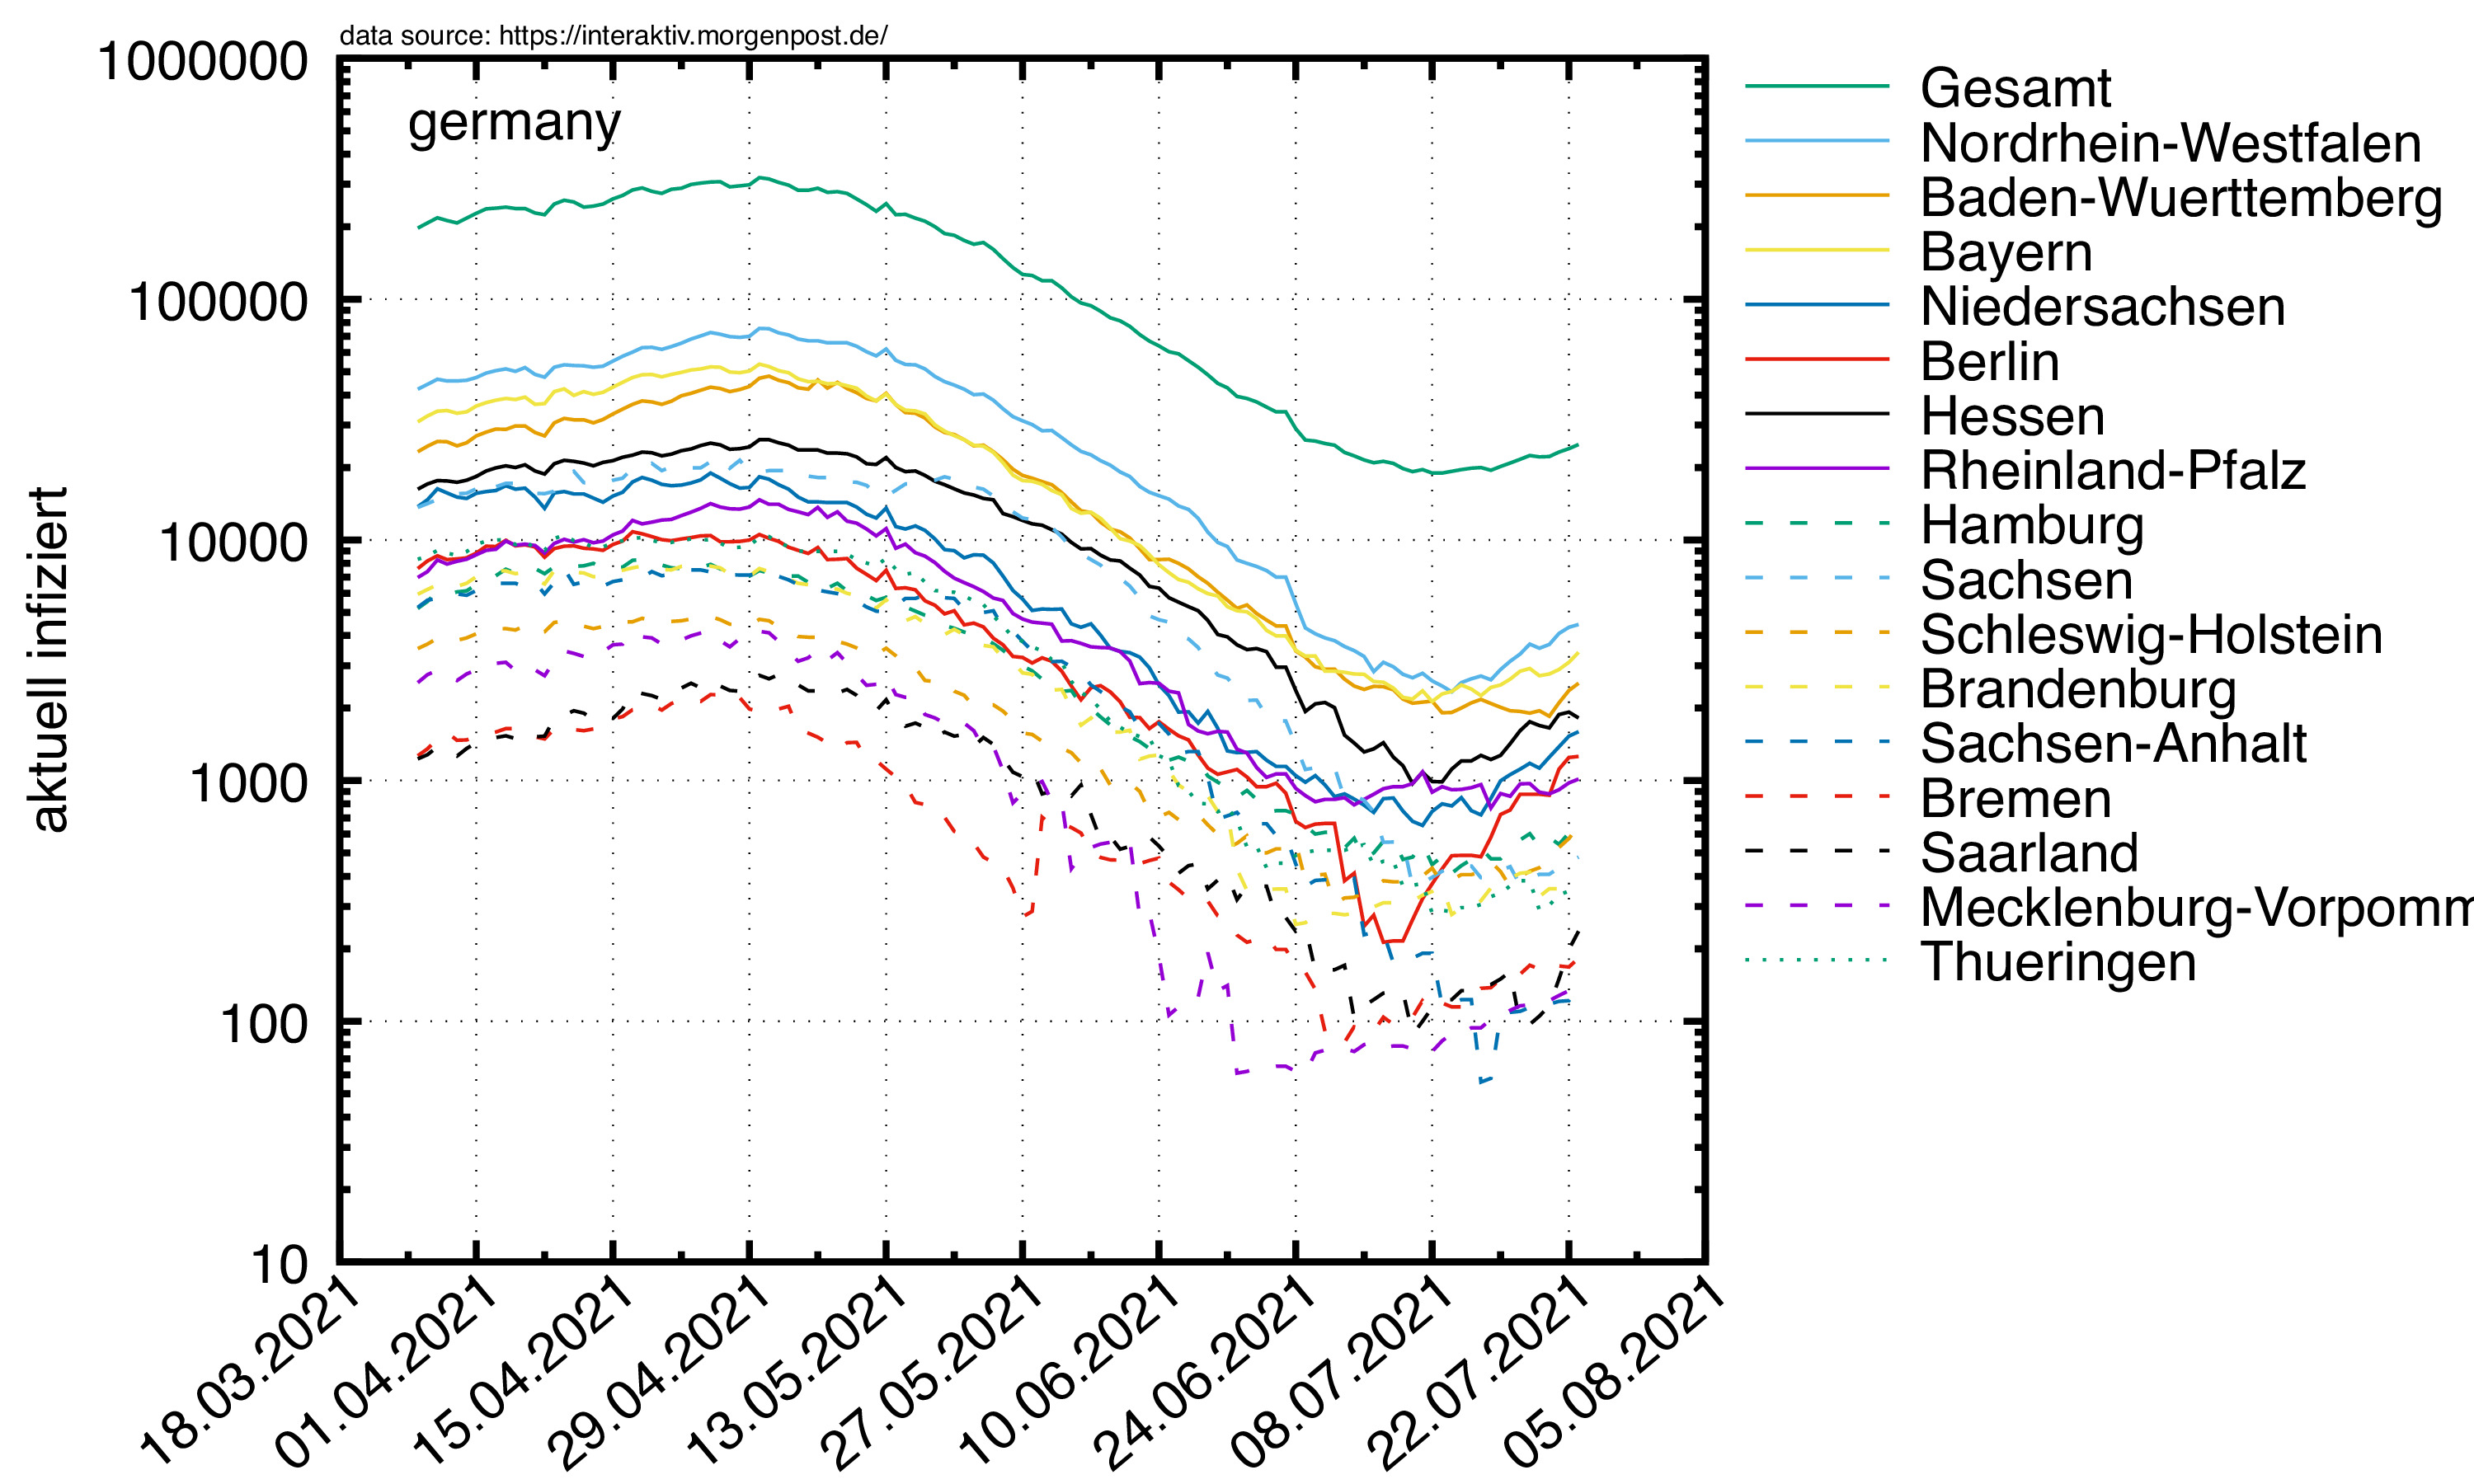 data source: https://interaktiv.morgenpost.de/
germany
aktuell infiziert
1000000
100000
10000
1000
100
10
18.03.2021
01.04.2021
15.04.2021
29.04.2021
13.05.2021
27.05.2021
10.06.2021
24.06.2021
08.07.2021
22.07.2021
05.08.2021
Gesamt
Nordrhein-Westfalen
Baden-Wuerttemberg
Bayern
Niedersachsen
Berlin
Hessen
Rheinland-Pfalz
Hamburg
Sachsen
Schleswig-Holstein
Brandenburg
Sachsen-Anhalt
Bremen
Saarland
Mecklenburg-Vorpomm
Thueringen